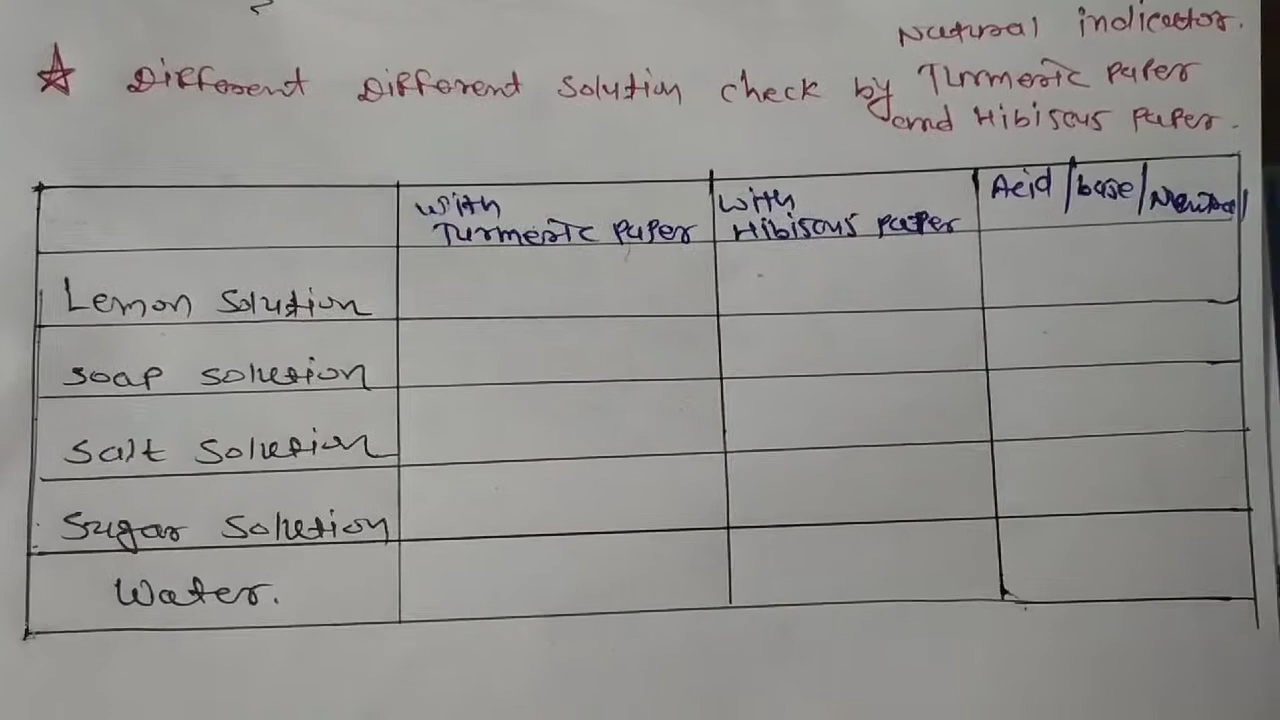 Natural indicator.
☆ Different Different Solution check by Turmeric Paper
and Hibiscus Paper.
With
Turmeric Paper
With
Hibiscus Paper
Acid / base / Neutral
Lemon Solution
Soap Solution
Salt Solution
Sugar Solution
Water.